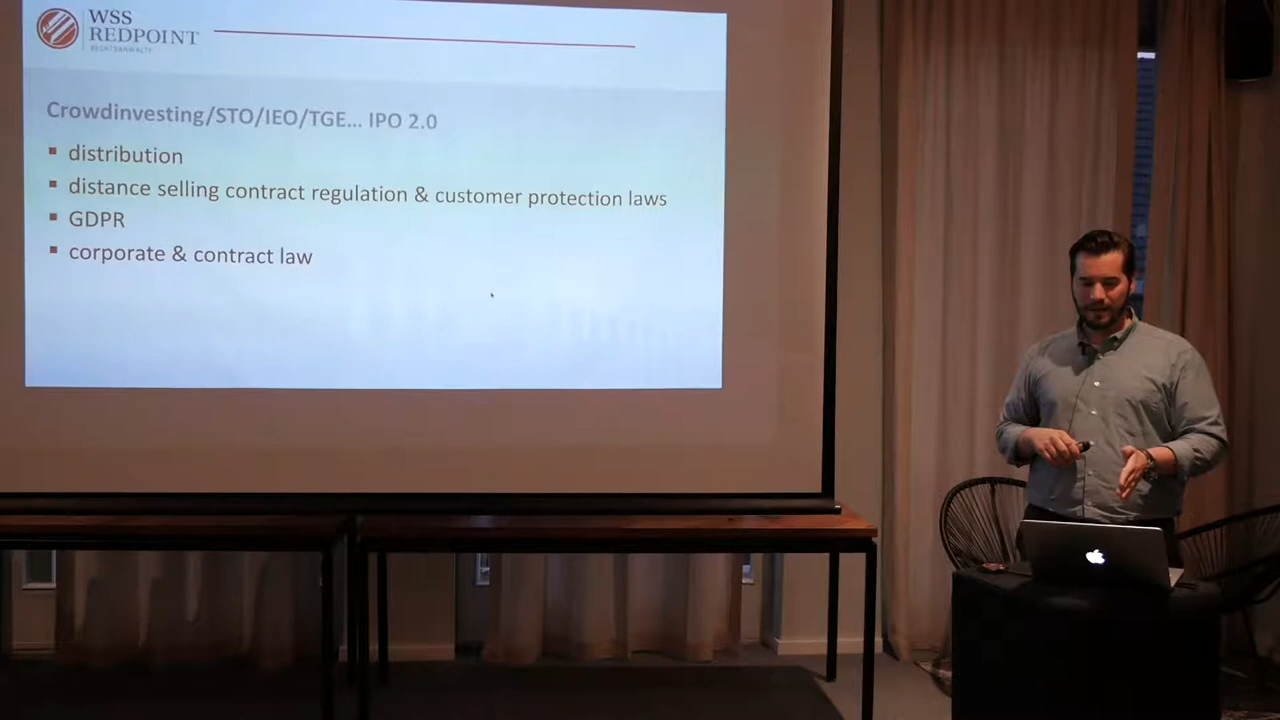 WSS
REDPOINT
RECHTSANWÄLTE
Crowdinvesting/STO/IEO/TGE... IPO 2.0
distribution
distance selling contract regulation & customer protection laws
GDPR
corporate & contract law